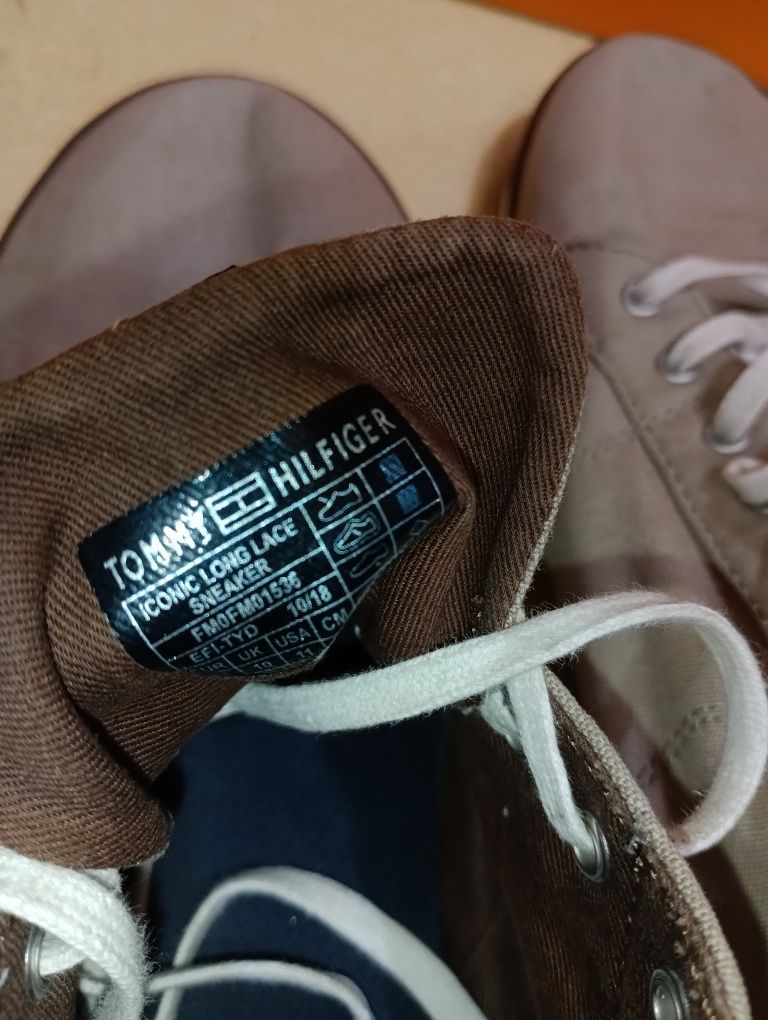 TOMMY HILFIGER
ICONIC LONG LACE
SNEAKER
FM0FM01536
EFI-TYD 10/18
UK USA CM
10 11